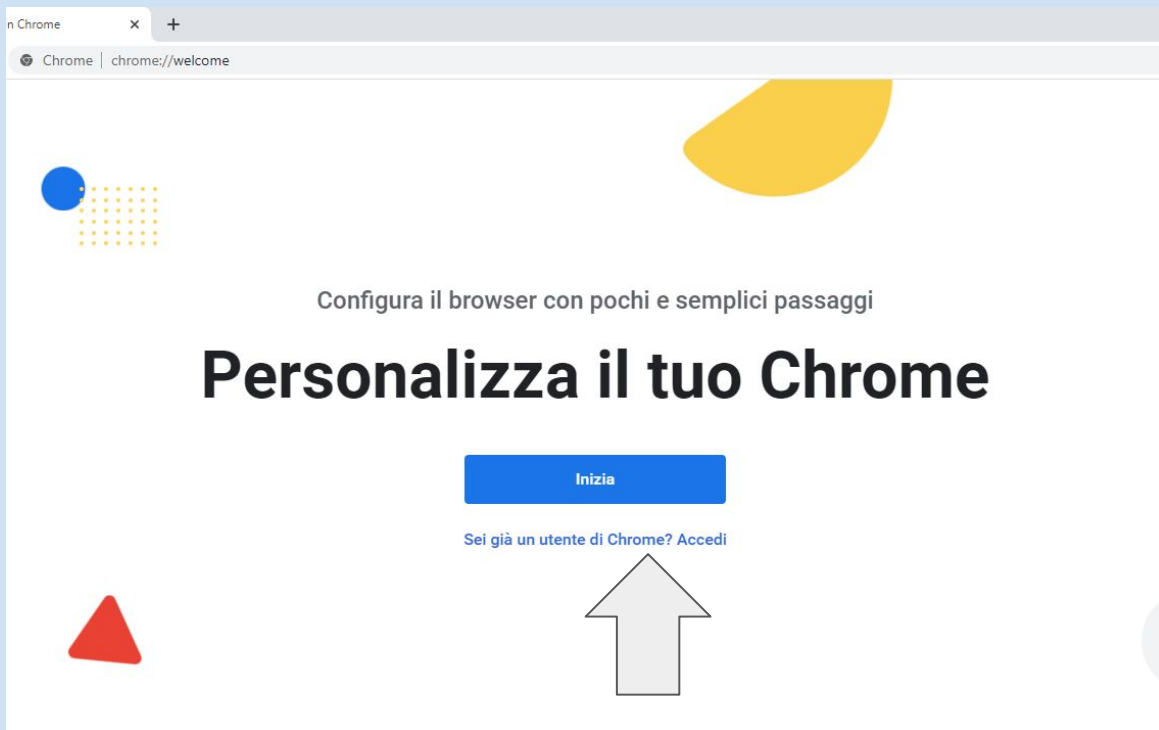 n Chrome
Chrome | chrome://welcome
Configura il browser con pochi e semplici passaggi
Personalizza il tuo Chrome
Inizia
Sei già un utente di Chrome? Accedi